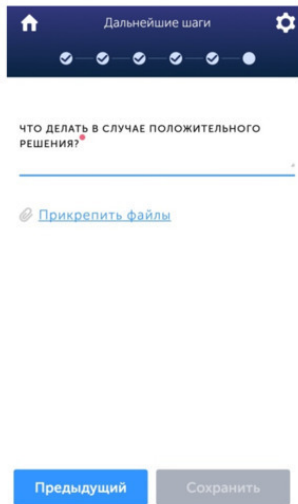 Дальнейшие шаги
ЧТО ДЕЛАТЬ В СЛУЧАЕ ПОЛОЖИТЕЛЬНОГО
РЕШЕНИЯ?
Прикрепить файлы
Предыдущий
Сохранить